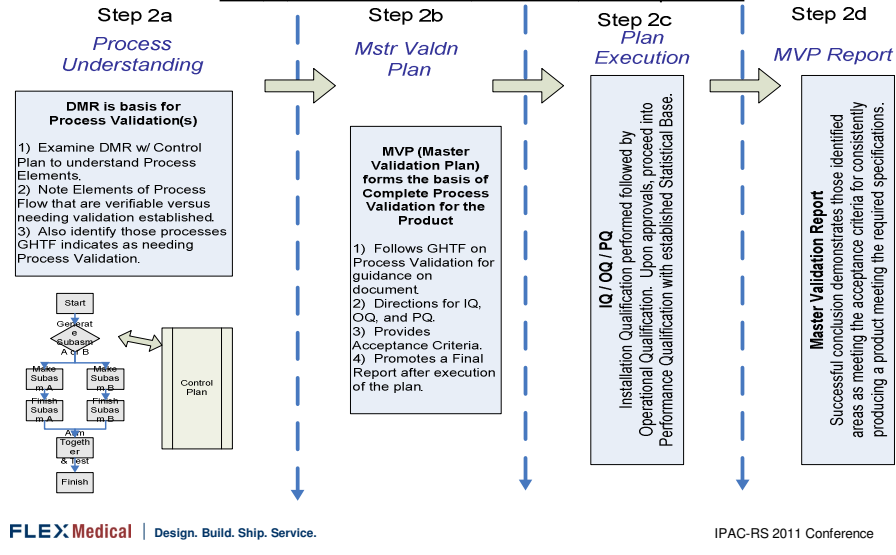 Step 2a
Process
Understanding
DMR is basis for
Process Validation(s)
1) Examine DMR w/ Control
Plan to understand Process
Elements,
2) Note Elements of Process
Flow that are verifiable versus
needing validation established.
3) Also identify those processes
GHTF indicates as needing
Process Validation.
Start
Generat
e
Subasm
A or B
Make
Subas
m A
Make
Subas
m B
Finish
Subas
m A
Finish
Subas
m B
Asm
Togeth
er
& Test
Finish
Control
Plan
Step 2b
Mstr Valdn
Plan
MVP (Master
Validation Plan)
forms the basis of
Complete Process
Validation for the
Product
1) Follows GHTF on
Process Validation for
guidance on
document.
2) Directions for IQ,
OQ, and PQ.
3) Provides
Acceptance Criteria.
4) Promotes a Final
Report after execution
of the plan.
Step 2c
Plan
Execution
IQ / OQ / PQ
Installation Qualification performed followed by
Operational Qualification. Upon approvals, proceed into
Performance Qualification with established Statistical Base.
Step 2d
MVP Report
Master Validation Report
Successful conclusion demonstrates those identified
areas as meeting the acceptance criteria for consistently
producing a product meeting the required specifications.
FLEXMedical Design. Build. Ship. Service.
IPAC-RS 2011 Conference